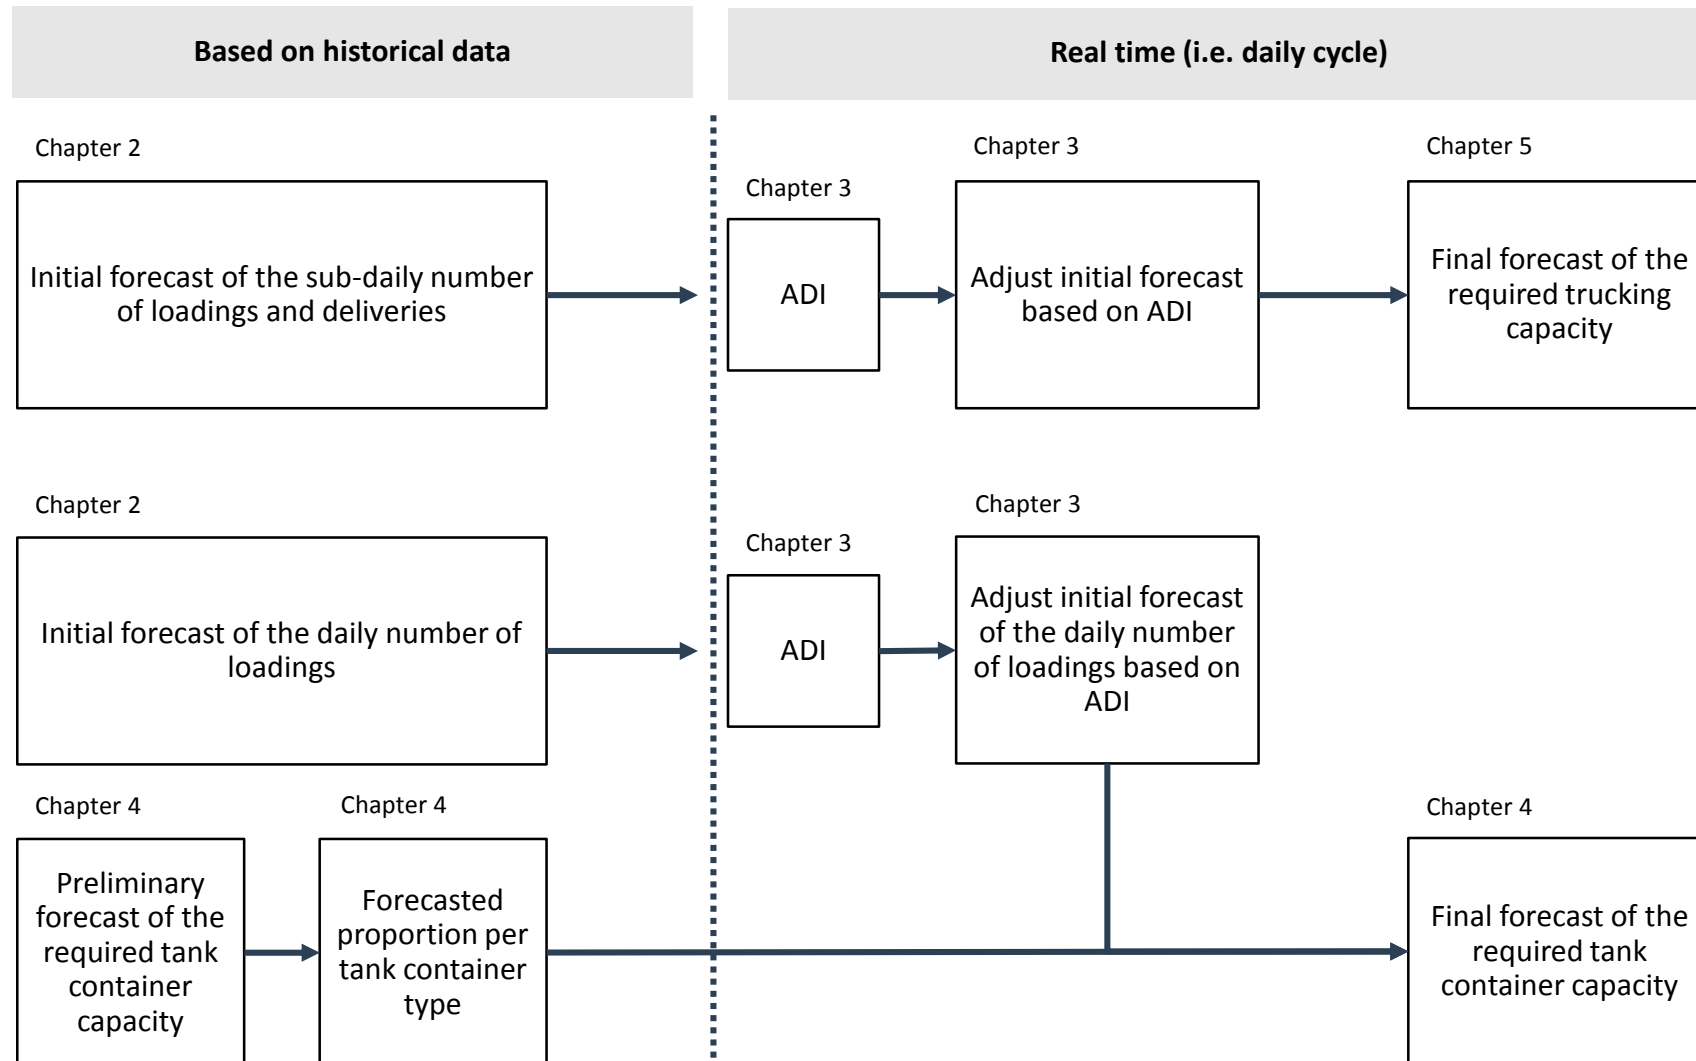 Based on historical data
Real time (i.e. daily cycle)
Chapter 2
Initial forecast of the sub-daily number
of loadings and deliveries
Chapter 3
ADI
Chapter 3
Adjust initial forecast
based on ADI
Chapter 5
Final forecast of the
required trucking
capacity
Chapter 2
Initial forecast of the daily number of
loadings
Chapter 3
ADI
Chapter 3
Adjust initial forecast
of the daily number
of loadings based on
ADI
Chapter 4
Preliminary
forecast of the
required tank
container
capacity
Chapter 4
Forecasted
proportion per
tank container
type
Chapter 4
Final forecast of the
required tank
container capacity